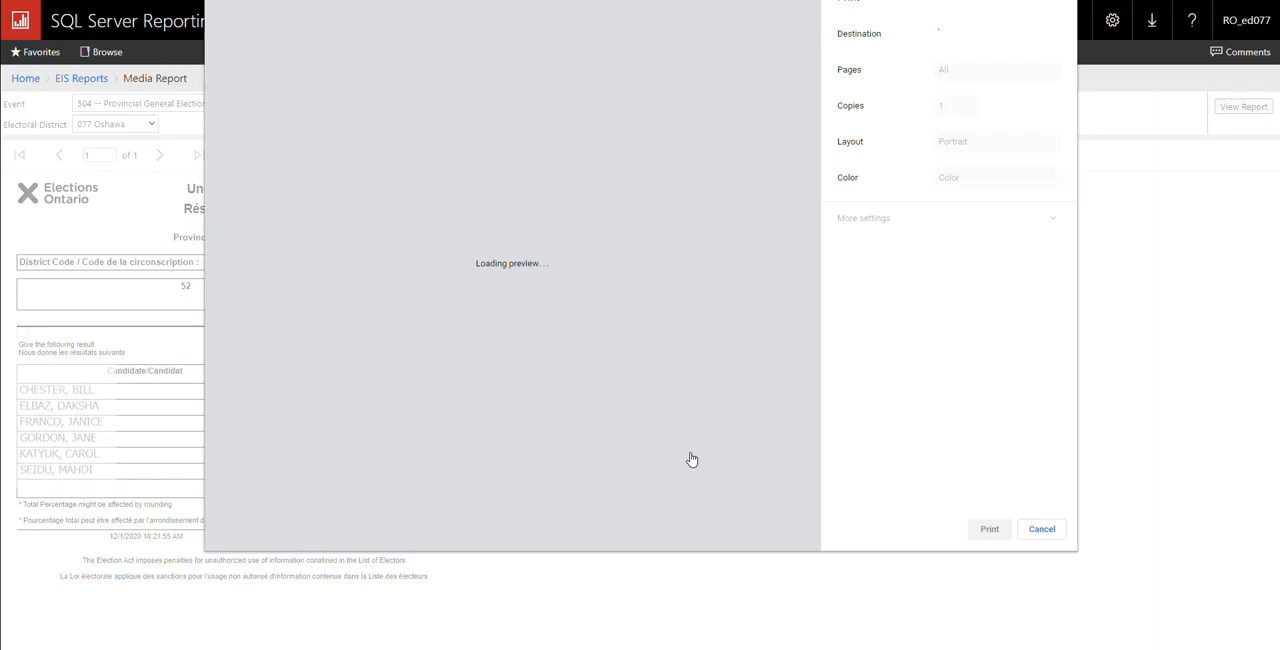 SQL Server Reportin
RO_ed077
Favorites
Browse
Comments
Home > EIS Reports > Media Report
Event
504 -- Provincial General Election
Electoral District
077 Oshawa
View Report
1 of 1
Elections
Ontario
Un
Rés
Provinc
District Code / Code de la circonscription :
52
Give the following result
Nous donne les résultats suivants
Candidate/Candidat
CHESTER, BILL
ELBAZ, DAKSHA
FRANCO, JANICE
GORDON, JANE
KATYUK, CAROL
SEIDU, MAHDI
* Total Percentage might be affected by rounding
* Pourcentage total peut être affecté par l'arrondissement d
12/1/2020 10:21:55 AM
The Election Act imposes penalties for unauthorized use of information contained in the List of Electors.
La Loi électorale applique des sanctions pour l'usage non autorisé d'information contenue dans la Liste des électeurs
Loading preview...
Destination
Pages
All
Copies
1
Layout
Portrait
Color
Color
More settings
Print
Cancel